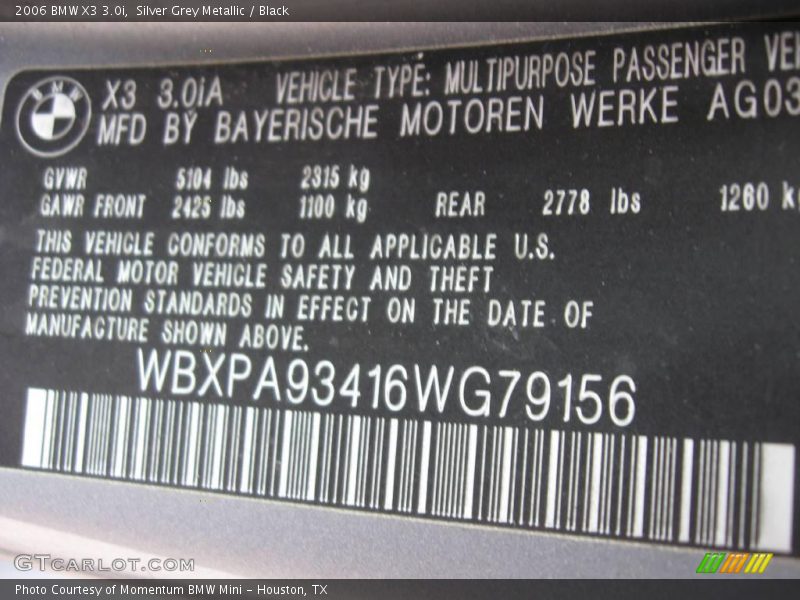 2006 BMW X3 3.0i,  Silver Grey Metallic / Black
BMW
X3 3.0iA VEHICLE TYPE: MULTIPURPOSE PASSENGER
MFD BY BAYERISCHE MOTOREN WERKE AG
GVWR 5104 lbs 2315 kg
GAWR FRONT 2425 lbs 1100 kg REAR 2778 lbs 1260
THIS VEHICLE CONFORMS TO ALL APPLICABLE U.S.
FEDERAL MOTOR VEHICLE SAFETY AND THEFT
PREVENTION STANDARDS IN EFFECT ON THE DATE OF
MANUFACTURE SHOWN ABOVE.
WBXPA93416WG79156
GTCARLOT.COM
Photo Courtesy of Momentum BMW Mini - Houston, TX